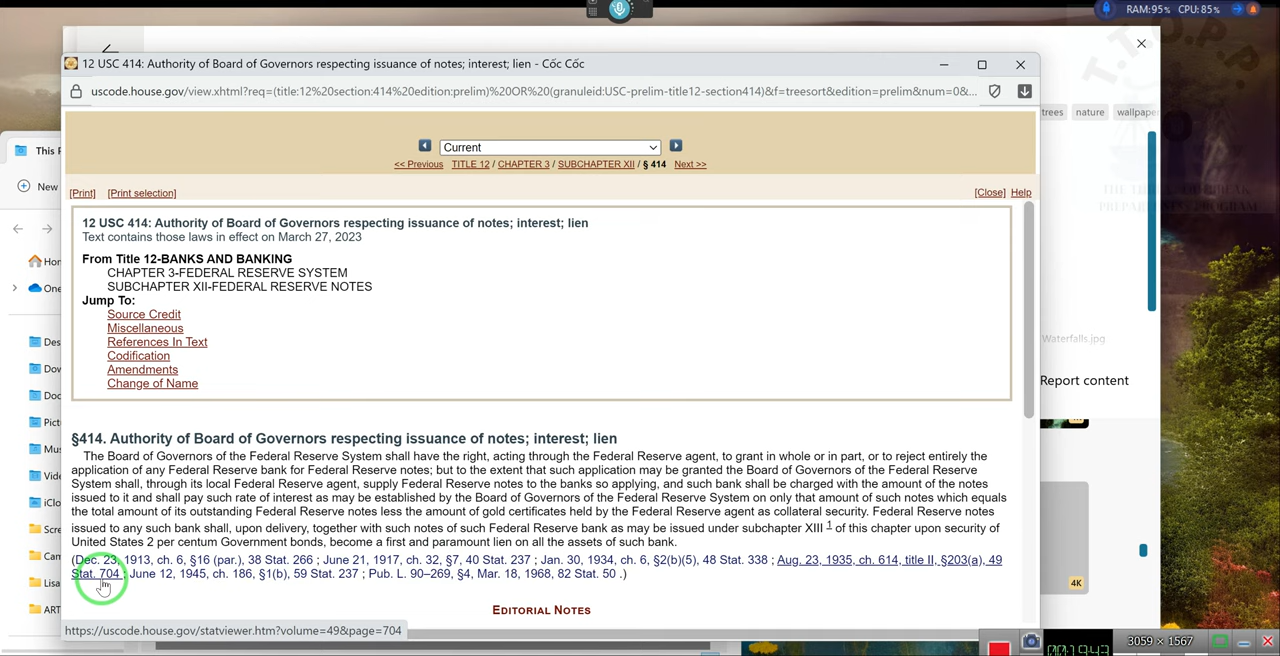 RAM:95% CPU:85%
12 USC 414: Authority of Board of Governors respecting issuance of notes; interest; lien - Cốc Cốc
uscode.house.gov/view.xhtml?req=(title:12%20section:414%20edition:prelim)%20OR%20(granuleid:USC-prelim-title12-section414)&f=treesort&edition=prelim&num=0&...
trees nature wallpaper
T.T.O.P.P.
Current
This P
<< Previous TITLE 12 / CHAPTER 3 / SUBCHAPTER XII / § 414 Next >>
New
[Print] [Print selection] [Close] Help
12 USC 414: Authority of Board of Governors respecting issuance of notes; interest; lien
Text contains those laws in effect on March 27, 2023
From Title 12-BANKS AND BANKING
CHAPTER 3-FEDERAL RESERVE SYSTEM
SUBCHAPTER XII-FEDERAL RESERVE NOTES
Jump To:
Source Credit
Miscellaneous
References In Text
Codification
Amendments
Change of Name
Hom
One
Des
Dow
Doc
Pict
Mus
Vide
iClo
Scre
Cam
Lisa
ART
Waterfalls.jpg
Report content
§414. Authority of Board of Governors respecting issuance of notes; interest; lien
The Board of Governors of the Federal Reserve System shall have the right, acting through the Federal Reserve agent, to grant in whole or in part, or to reject entirely the
application of any Federal Reserve bank for Federal Reserve notes; but to the extent that such application may be granted the Board of Governors of the Federal Reserve
System shall, through its local Federal Reserve agent, supply Federal Reserve notes to the banks so applying, and such bank shall be charged with the amount of the notes
issued to it and shall pay such rate of interest as may be established by the Board of Governors of the Federal Reserve System on only that amount of such notes which equals
the total amount of its outstanding Federal Reserve notes less the amount of gold certificates held by the Federal Reserve agent as collateral security. Federal Reserve notes
issued to any such bank shall, upon delivery, together with such notes of such Federal Reserve bank as may be issued under subchapter XIII 1 of this chapter upon security of
United States 2 per centum Government bonds, become a first and paramount lien on all the assets of such bank.
(Dec. 23, 1913, ch. 6, §16 (par.), 38 Stat. 266 ; June 21, 1917, ch. 32, §7, 40 Stat. 237 ; Jan. 30, 1934, ch. 6, §2(b)(5), 48 Stat. 338 ; Aug. 23, 1935, ch. 614, title II, §203(a), 49
Stat. 704 ; June 12, 1945, ch. 186, §1(b), 59 Stat. 237 ; Pub. L. 90–269, §4, Mar. 18, 1968, 82 Stat. 50 .)
EDITORIAL NOTES
4K
https://uscode.house.gov/statviewer.htm?volume=49&page=704
00:19:43
3059 × 1567